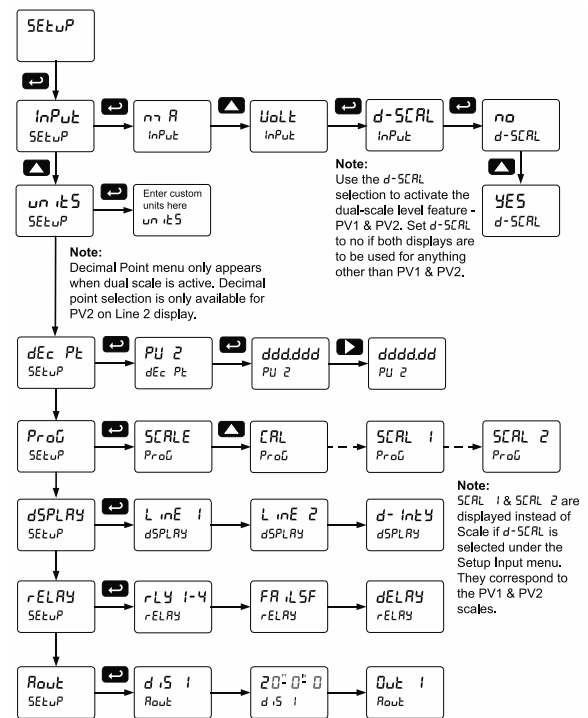 SEtuP
InPut
SEtuP
mA
InPut
VoLt
InPut
d-SCAL
InPut
no
d-SCAL
YES
d-SCAL
Note:
Use the d-SCAL
selection to activate the
dual-scale level feature -
PV1 & PV2. Set d-SCAL
to no if both displays are
to be used for anything
other than PV1 & PV2.
unitS
SEtuP
Enter custom
units here
unitS
Note:
Decimal Point menu only appears
when dual scale is active. Decimal
point selection is only available for
PV2 on Line 2 display.
dEc Pt
SEtuP
PU 2
dEc Pt
ddd.ddd
PU 2
dddd.dd
PU 2
ProG
SEtuP
SCALE
ProG
CAL
ProG
SCAL 1
ProG
SCAL 2
ProG
Note:
SCAL 1 & SCAL 2 are
displayed instead of
Scale if d-SCAL is
selected under the
Setup Input menu.
They correspond to
the PV1 & PV2
scales.
dSPLAY
SEtuP
LinE 1
dSPLAY
LinE 2
dSPLAY
d-IntY
dSPLAY
rELAY
SEtuP
rLY 1-4
rELAY
FAiLSF
rELAY
dELAY
rELAY
Aout
SEtuP
diS 1
Aout
diS 1
Out 1
Aout